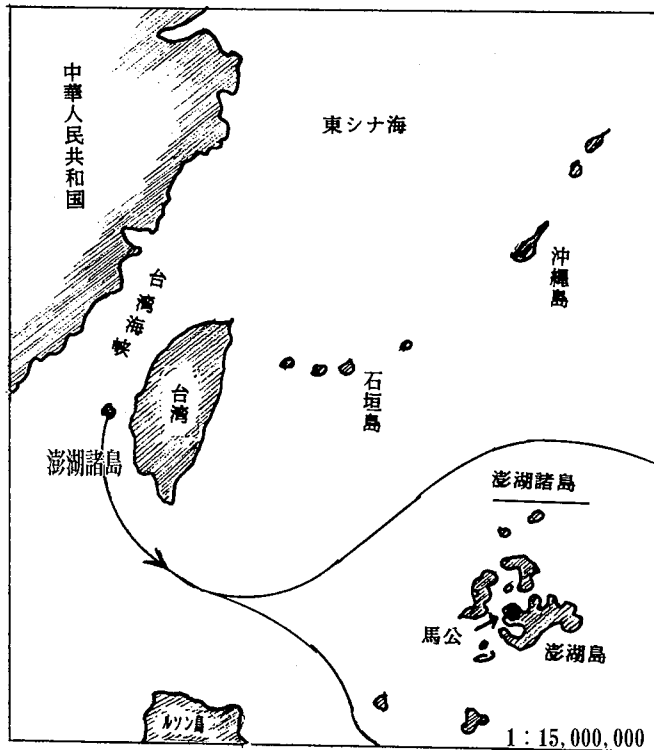 中華人民共和国
東シナ海
沖縄島
台湾海峡
台湾
石垣島
澎湖諸島
澎湖諸島
馬公
澎湖島
ルソン島
1：15,000,000